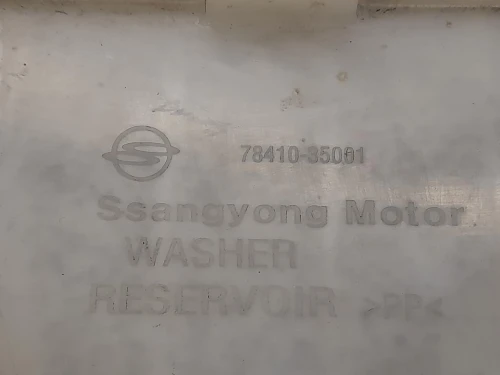 78410-35001
Ssangyong Motor
WASHER
RESERVOIR >PP<